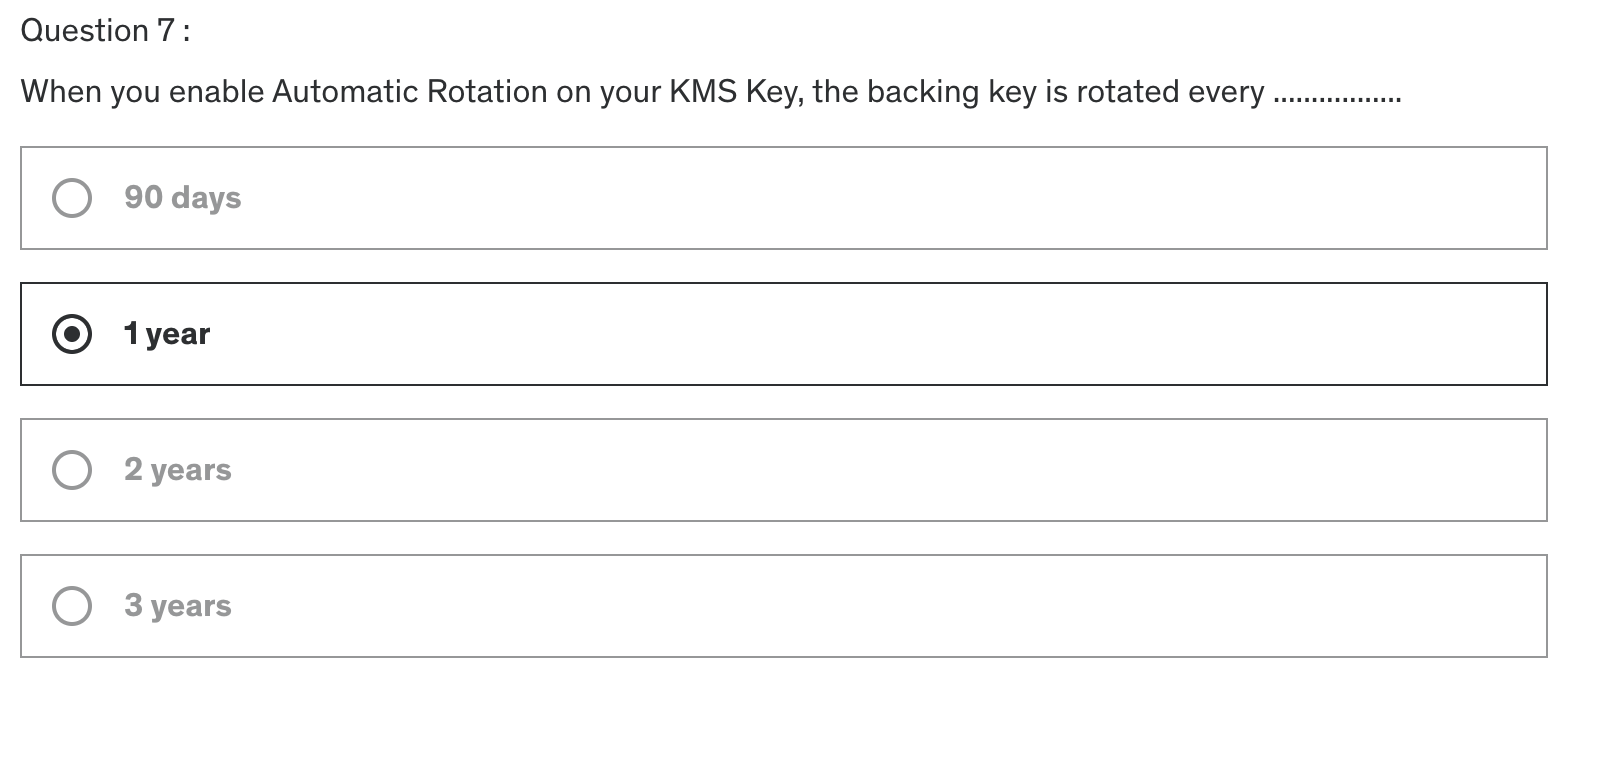 Question 7 :
When you enable Automatic Rotation on your KMS Key, the backing key is rotated every .................
90 days
1 year
2 years
3 years